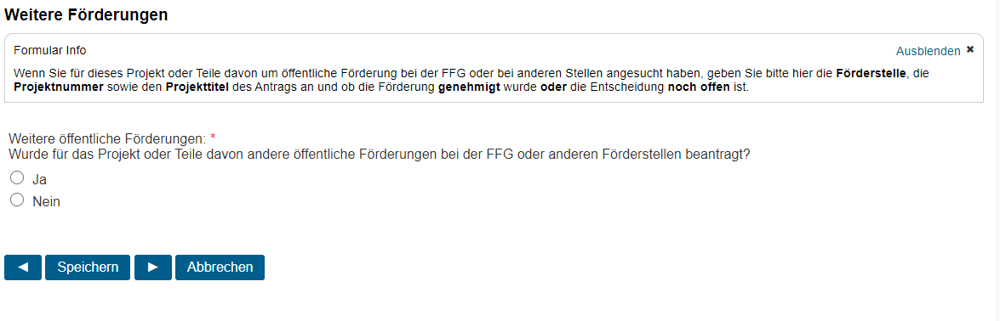 Weitere Förderungen
Formular Info
Ausblenden ✖
Wenn Sie für dieses Projekt oder Teile davon um öffentliche Förderung bei der FFG oder bei anderen Stellen angesucht haben, geben Sie bitte hier die Förderstelle, die
Projektnummer sowie den Projekttitel des Antrags an und ob die Förderung genehmigt wurde oder die Entscheidung noch offen ist.
Weitere öffentliche Förderungen: *
Wurde für das Projekt oder Teile davon andere öffentliche Förderungen bei der FFG oder anderen Förderstellen beantragt?
Ja
Nein
◄ Speichern ► Abbrechen